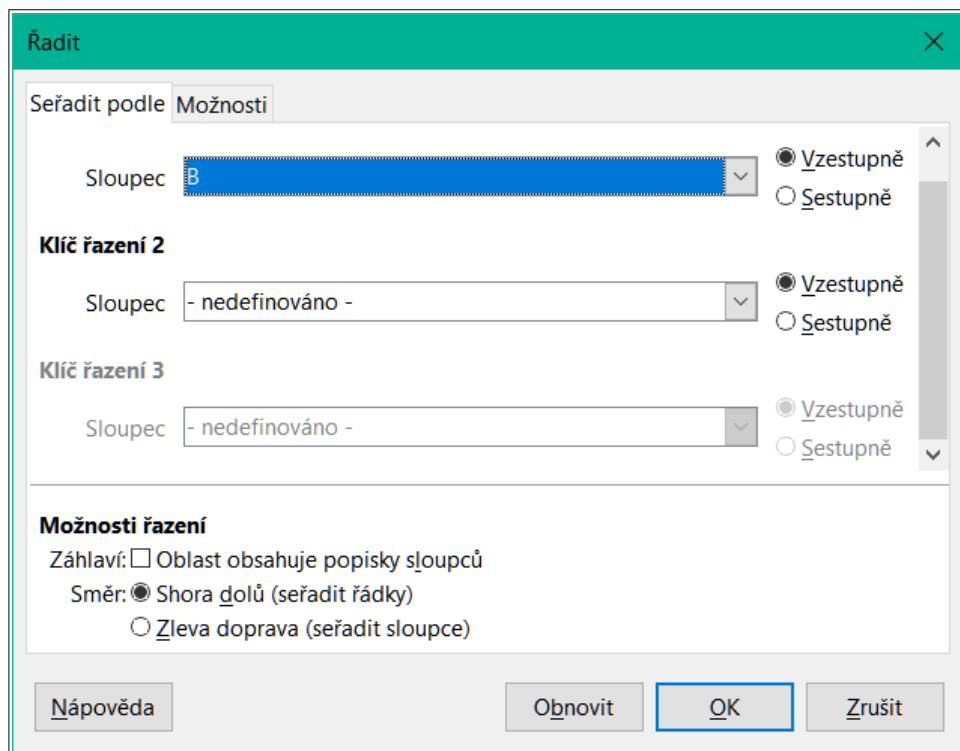 Řadit
Seřadit podle Možnosti
Sloupec B Vzestupně
Sestupně
Klíč řazení 2
Sloupec - nedefinováno - Vzestupně
Sestupně
Klíč řazení 3
Sloupec - nedefinováno - Vzestupně
Sestupně
Možnosti řazení
Záhlaví: Oblast obsahuje popisky sloupců
Směr: Shora dolů (seřadit řádky)
Zleva doprava (seřadit sloupce)
Nápověda Obnovit OK Zrušit